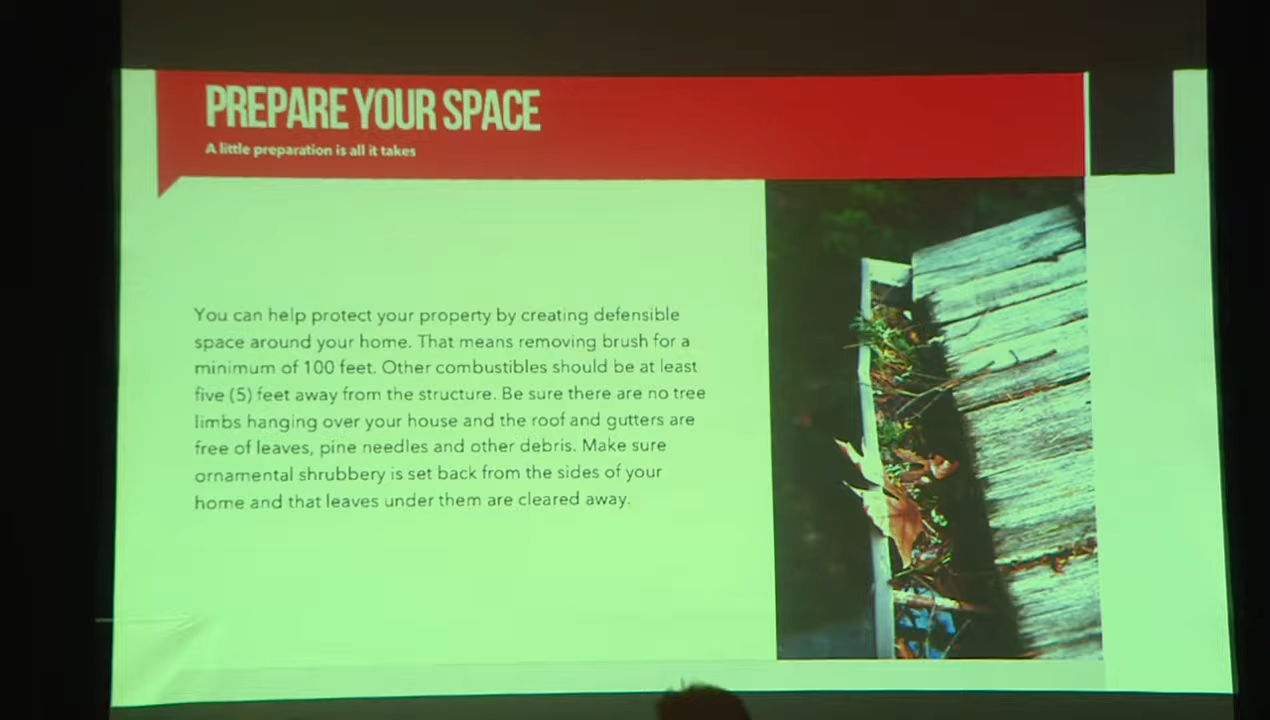 PREPARE YOUR SPACE
A little preparation is all it takes
You can help protect your property by creating defensible
space around your home. That means removing brush for a
minimum of 100 feet. Other combustibles should be at least
five (5) feet away from the structure. Be sure there are no tree
limbs hanging over your house and the roof and gutters are
free of leaves, pine needles and other debris. Make sure
ornamental shrubbery is set back from the sides of your
home and that leaves under them are cleared away.